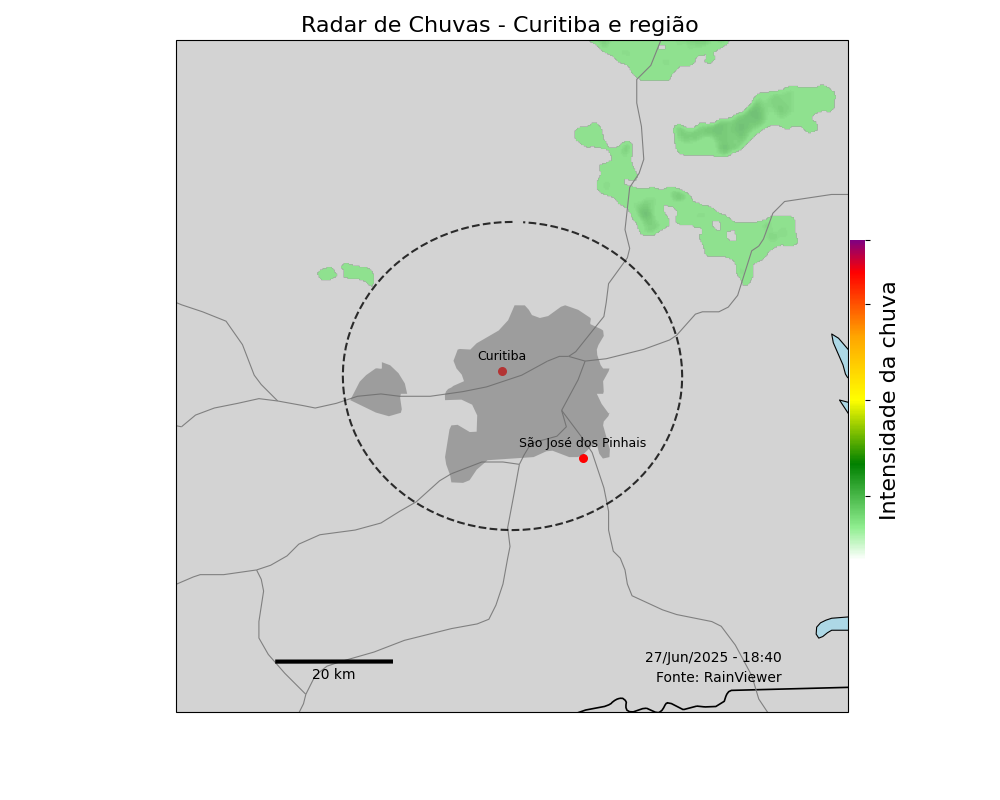 Radar de Chuvas - Curitiba e região
Curitiba
São José dos Pinhais
Intensidade da chuva
27/Jun/2025 - 18:40
Fonte: RainViewer
20 km